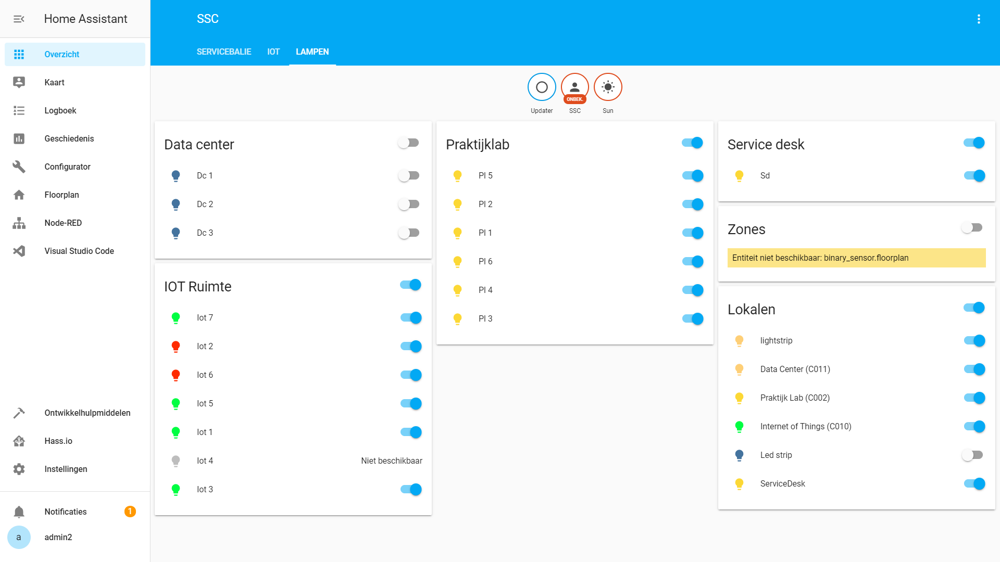 Home Assistant
Overzicht
Kaart
Logboek
Geschiedenis
Configurator
Floorplan
Node-RED
Visual Studio Code
Ontwikkelhulpmiddelen
Hass.io
Instellingen
Notificaties 1
a admin2
SSC
SERVICEBALIE IOT LAMPEN
ONBEK.
Updater SSC Sun
Data center
Dc 1
Dc 2
Dc 3
IOT Ruimte
Iot 7
Iot 2
Iot 6
Iot 5
Iot 1
Iot 4 Niet beschikbaar
Iot 3
Praktijklab
Pl 5
Pl 2
Pl 1
Pl 6
Pl 4
Pl 3
Service desk
Sd
Zones
Entiteit niet beschikbaar: binary_sensor.floorplan
Lokalen
lightstrip
Data Center (C011)
Praktijk Lab (C002)
Internet of Things (C010)
Led strip
ServiceDesk